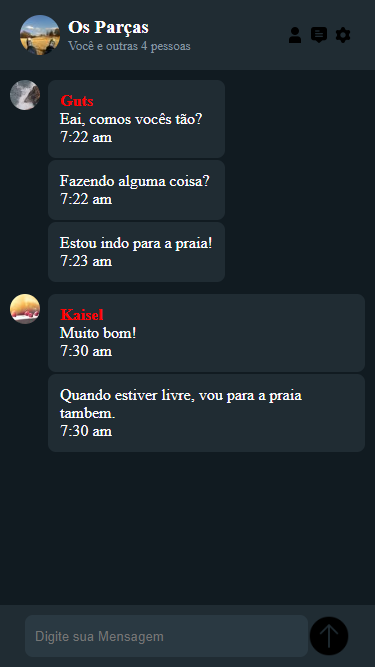 Os Parças
Você e outras 4 pessoas
Guts
Eai, comos vocês tão?
7:22 am
Fazendo alguma coisa?
7:22 am
Estou indo para a praia!
7:23 am
Kaisel
Muito bom!
7:30 am
Quando estiver livre, vou para a praia
tambem.
7:30 am
Digite sua Mensagem